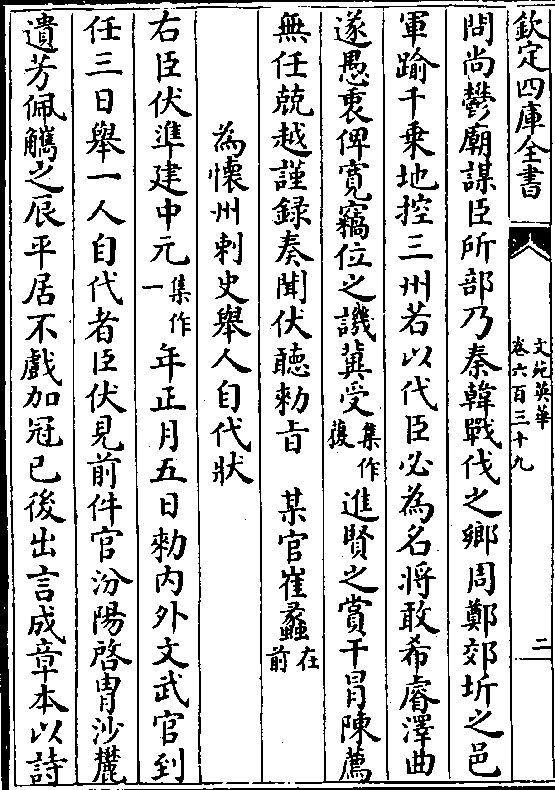 欽定四庫全書
文苑英華
卷六百三十九
二
問尚鬱廟謀臣所部乃秦韓戰伐之鄉周鄭郊圻之邑
軍踰千乗地控三州若以代臣必為名將敢希睿澤曲
遂愚衷俾寛竊位之譏冀受集作復進賢之賞干冒陳薦
無任兢越謹録奏聞伏聽勅旨　某官崔蠡在前
為懐州刺史舉人自代狀
右臣伏準建中元集作一年正月五日勅内外文武官到
任三日舉一人自代者臣伏見前件官汾陽啓胄沙麓
遺芳佩觿之辰平居不戲加冠已後出言成章本以詩